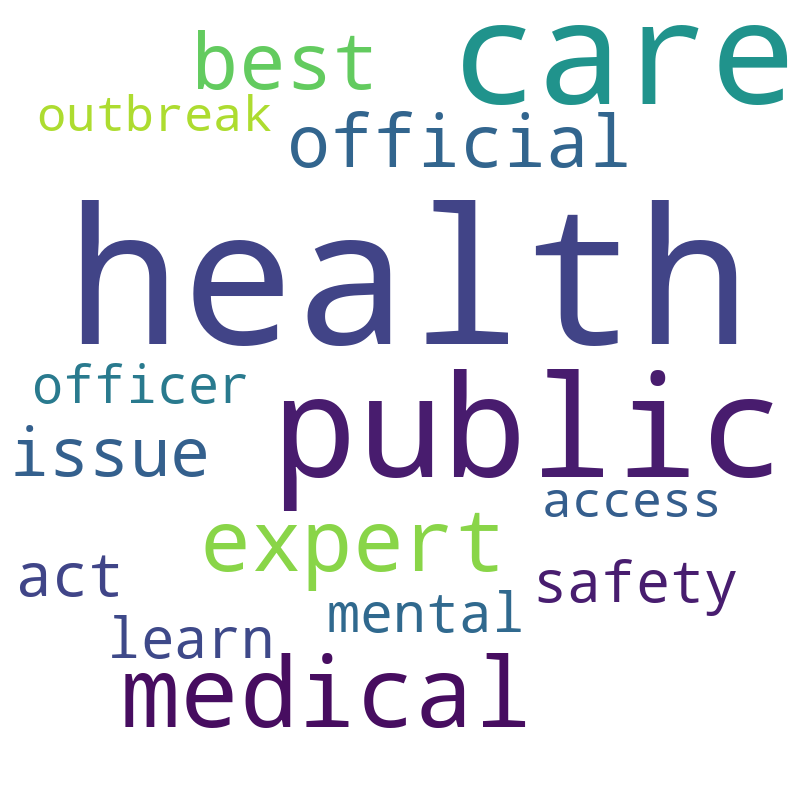 care
best
outbreak
official
health
officer
public
issue
access
expert
act
safety
mental
learn
medical